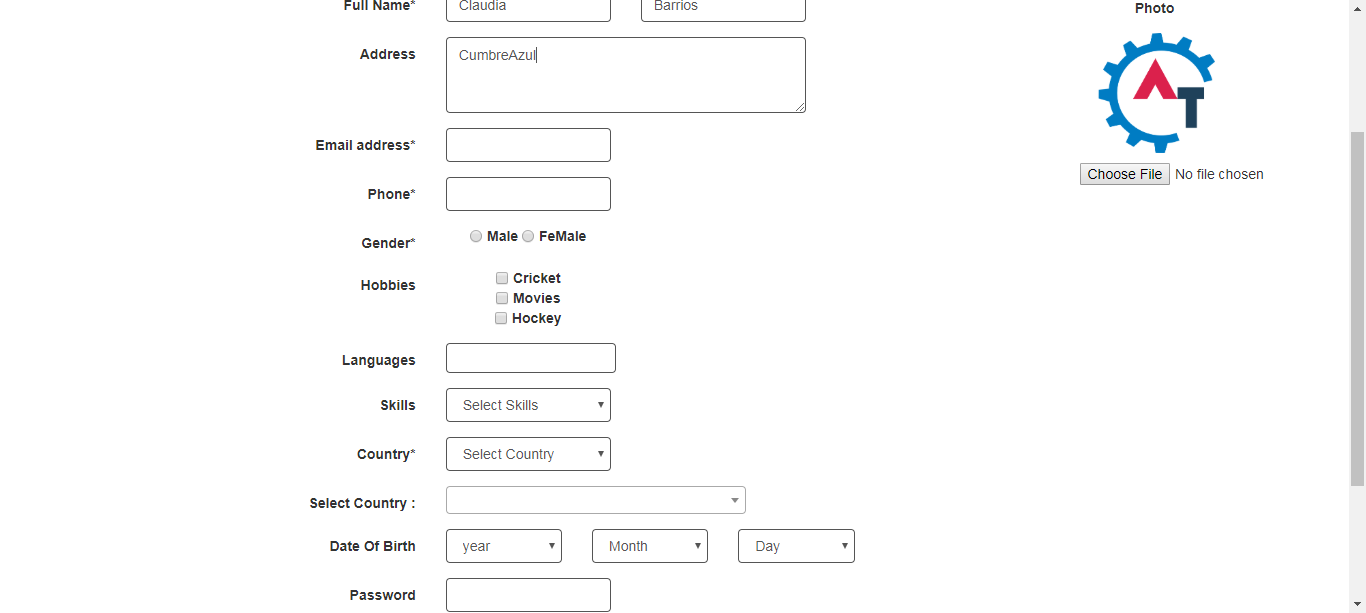 Full Name* Claudia Barrios
Photo
Address CumbreAzul
AT
Email address*
Choose File No file chosen
Phone*
Gender* Male FeMale
Hobbies Cricket
Movies
Hockey
Languages
Skills Select Skills
Country* Select Country
Select Country :
Date Of Birth year Month Day
Password